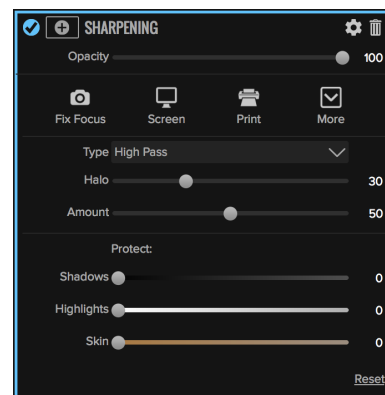 SHARPENING
Opacity 100
Fix Focus Screen Print More
Type High Pass
Halo 30
Amount 50
Protect:
Shadows 0
Highlights 0
Skin 0
Reset